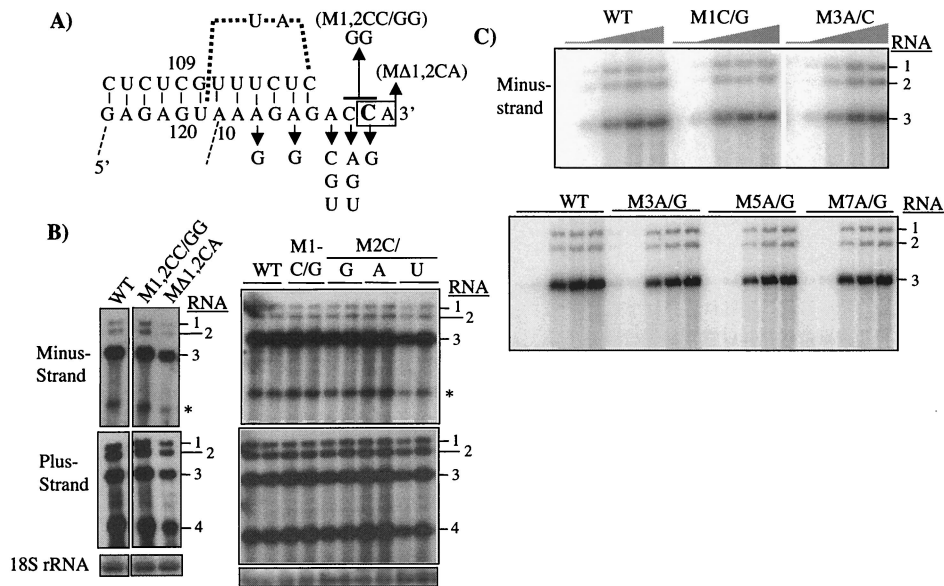 A)
U A
(M1,2CC/GG)
GG
(MΔ1,2CA)
109
CUCUCGUUUCUC
GAGAGUAAAGAGACCA 3'
120 10
5'
G G C A G
G G
U U
B)
WT
M1,2CC/GG
MΔ1,2CA
RNA
Minus-Strand
1
2
3
*
Plus-Strand
1
2
3
4
18S rRNA
M1- M2C/
WT C/G G A U
RNA
1
2
3
*
1
2
3
4
C)
WT M1C/G M3A/C
RNA
Minus-strand
1
2
3
WT M3A/G M5A/G M7A/G
RNA
1
2
3